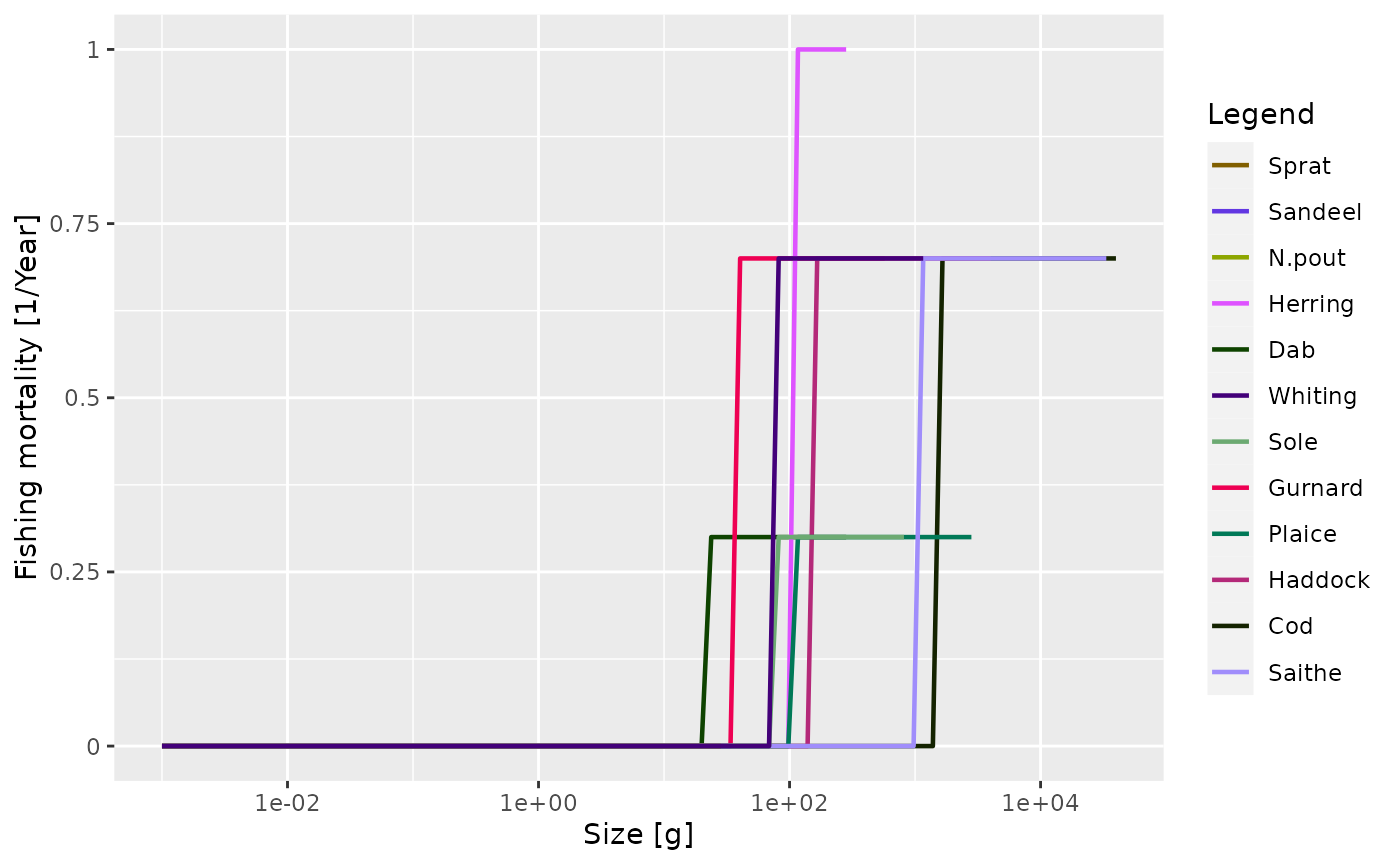 1
0.75
0.5
0.25
0
Fishing mortality [1/Year]
1e-02
1e+00
1e+02
1e+04
Size [g]
Legend
Sprat
Sandeel
N.pout
Herring
Dab
Whiting
Sole
Gurnard
Plaice
Haddock
Cod
Saithe